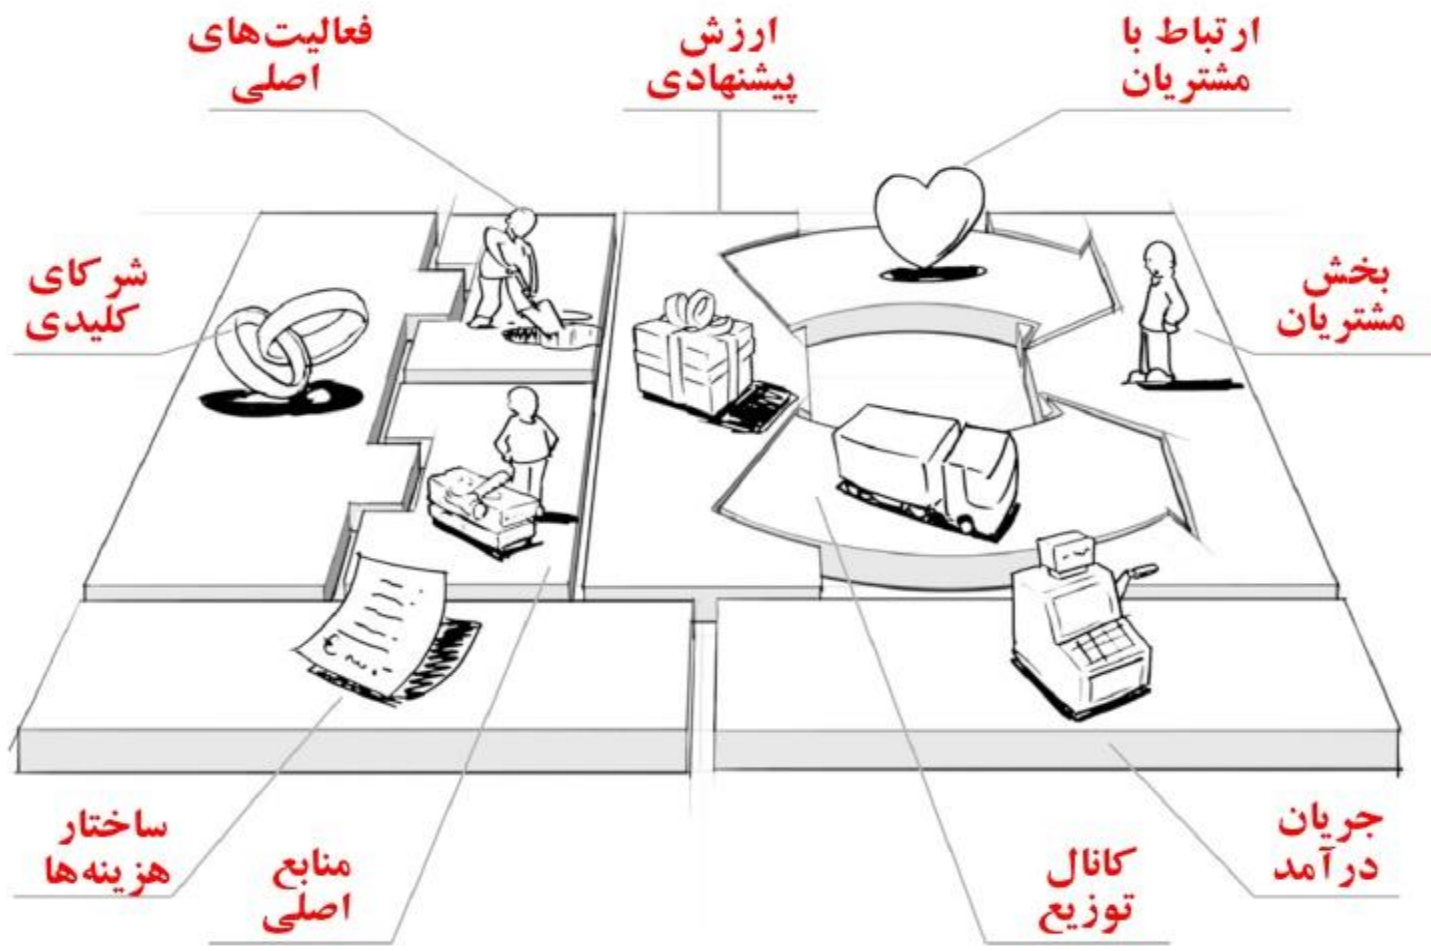 ارتباط با
مشتریان
ارزش
پیشنهادی
فعالیت‌های
اصلی
بخش
مشتریان
شرکای
کلیدی
جریان
درآمد
کانال
توزیع
منابع
اصلی
ساختار
هزینه‌ها